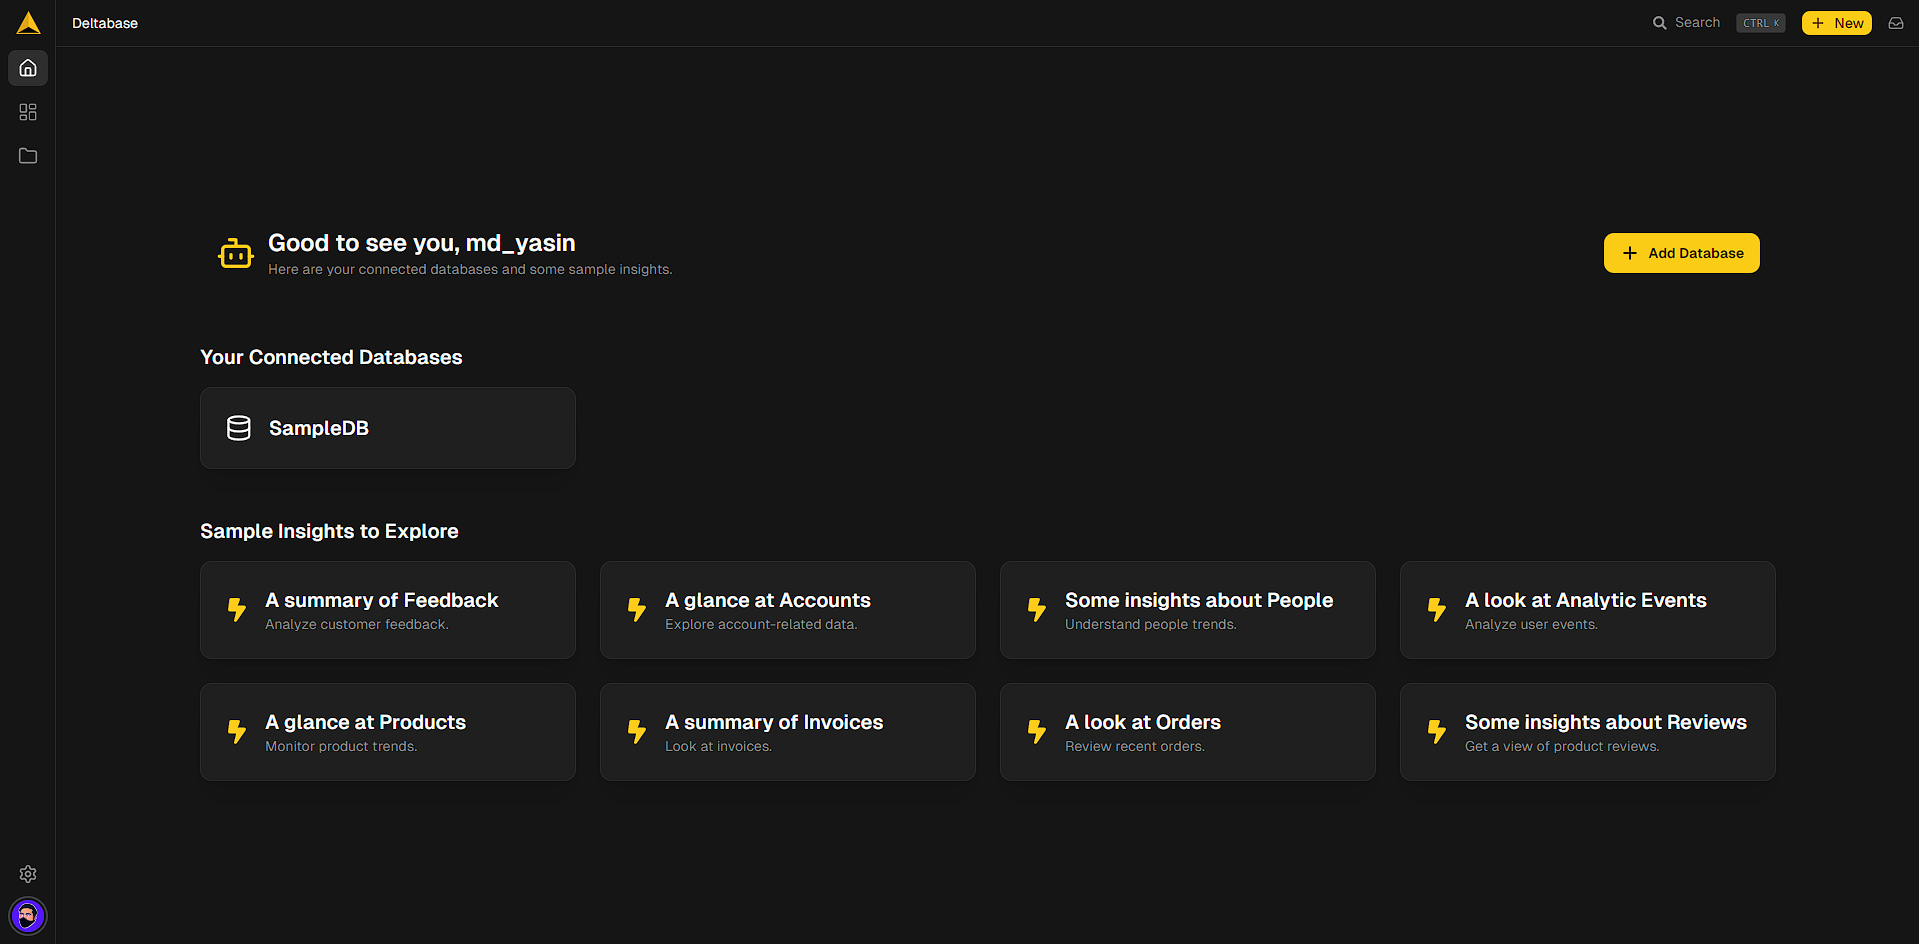 Deltabase
Search
CTRL K
New
Good to see you, md_yasin
Here are your connected databases and some sample insights.
Add Database
Your Connected Databases
SampleDB
Sample Insights to Explore
A summary of Feedback
Analyze customer feedback.
A glance at Accounts
Explore account-related data.
Some insights about People
Understand people trends.
A look at Analytic Events
Analyze user events.
A glance at Products
Monitor product trends.
A summary of Invoices
Look at invoices.
A look at Orders
Review recent orders.
Some insights about Reviews
Get a view of product reviews.